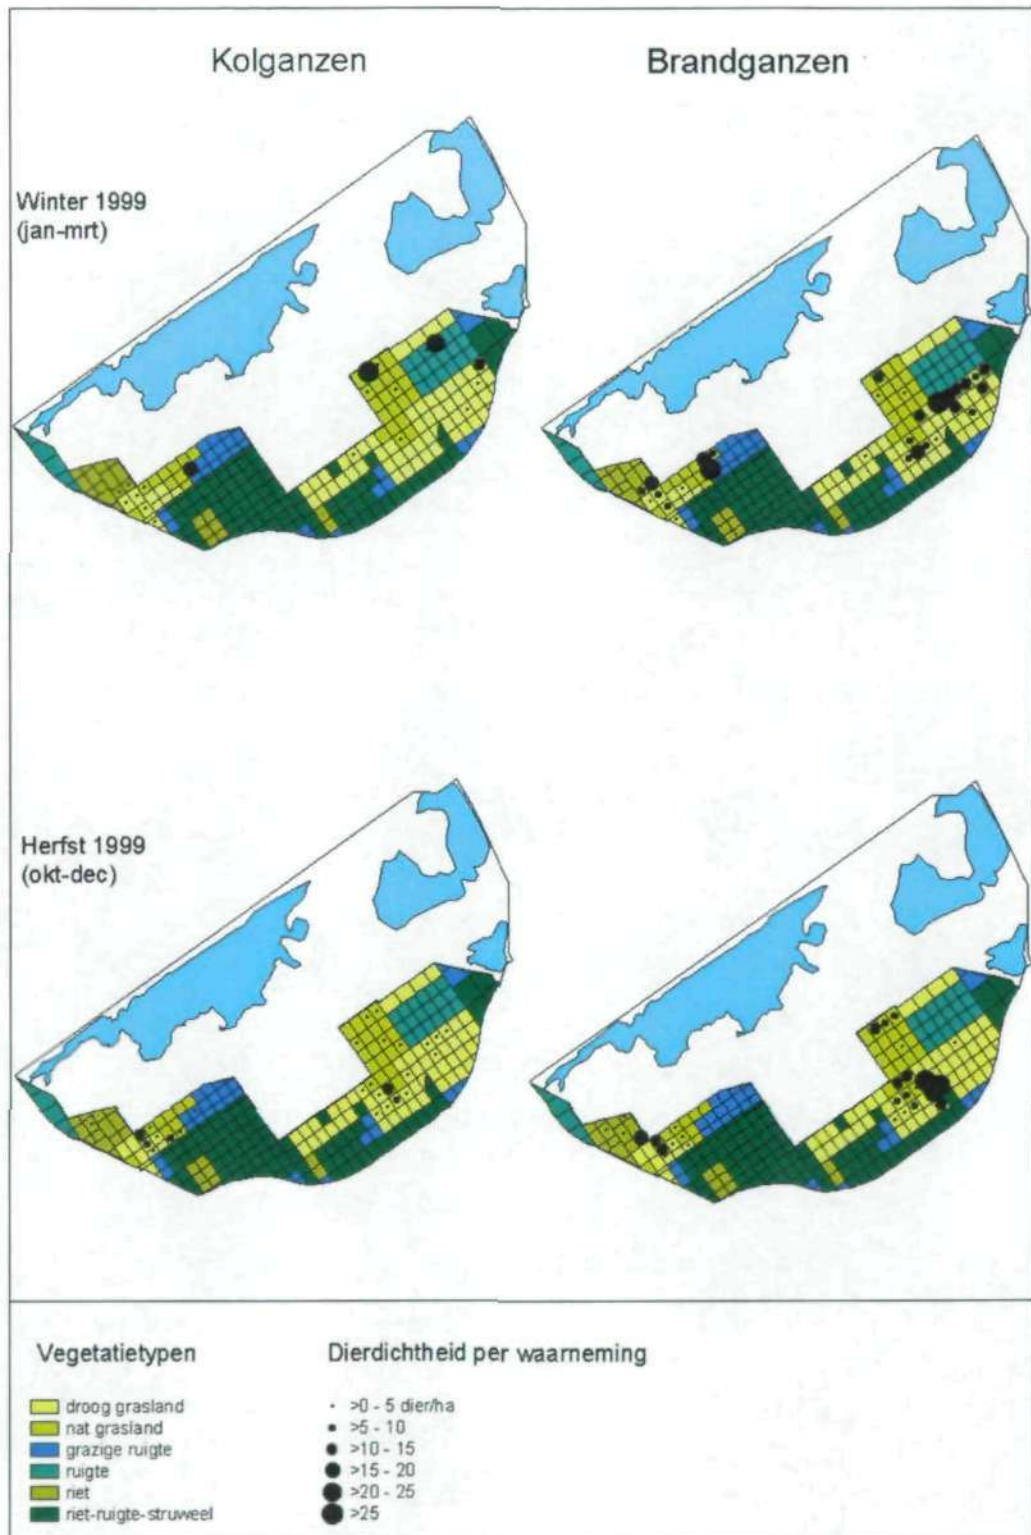 Kolganzen
Brandganzen
Winter 1999
(jan-mrt)
Herfst 1999
(okt-dec)
Vegetatietypen
droog grasland
nat grasland
grazige ruigte
ruigte
riet
riet-ruigte-struweel
Dierdichtheid per waarneming
>0 - 5 dier/ha
>5 - 10
>10 - 15
>15 - 20
>20 - 25
>25